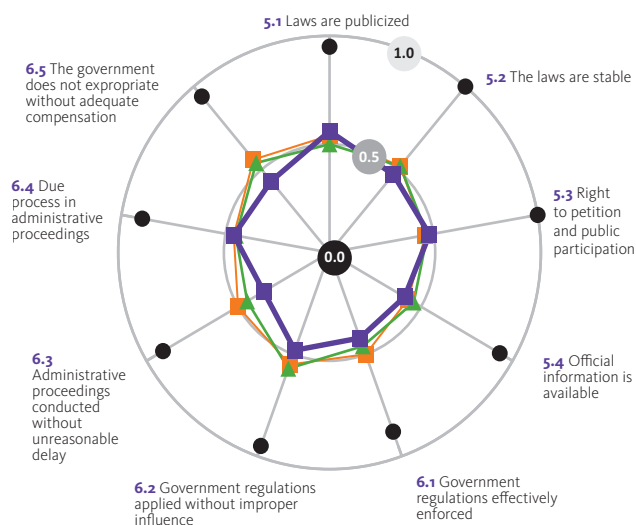 5.1 Laws are publicized
1.0
5.2 The laws are stable
0.5
5.3 Right
to petition
and public
participation
0.0
5.4 Official
information is
available
6.1 Government
regulations effectively
enforced
6.2 Government regulations
applied without improper
influence
6.3
Administrative
proceedings
conducted
without
unreasonable
delay
6.4 Due
process in
administrative
proceedings
6.5 The government
does not expropriate
without adequate
compensation